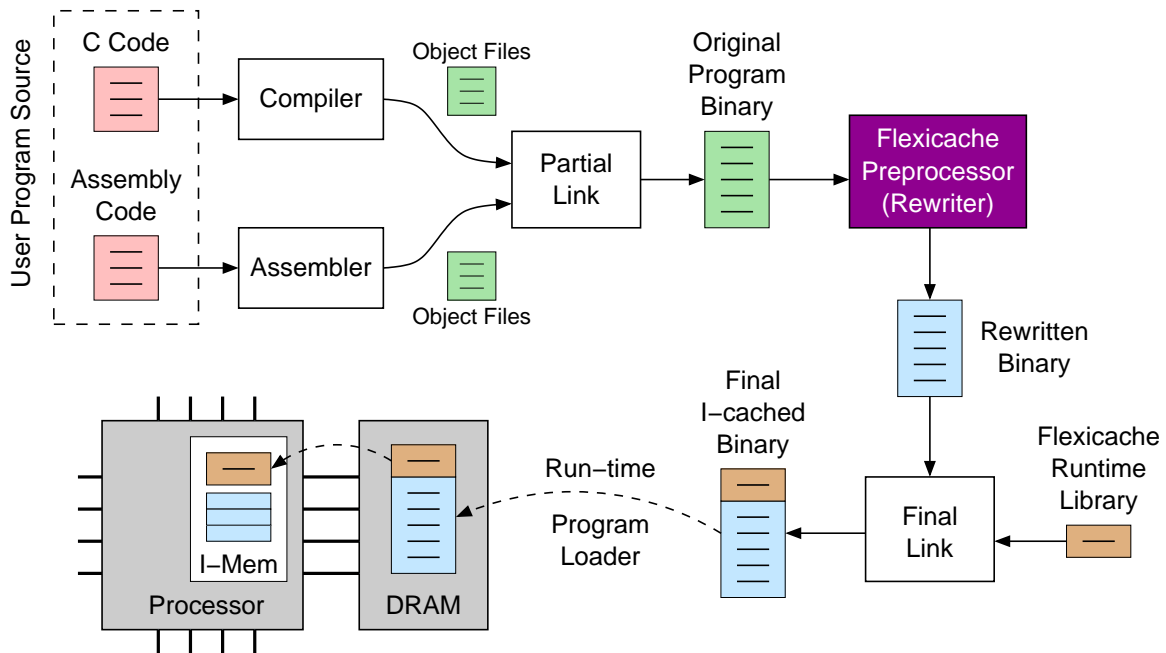 User Program Source
C Code
Compiler
Object Files
Assembly
Code
Assembler
Object Files
Partial
Link
Original
Program
Binary
Flexicache
Preprocessor
(Rewriter)
Rewritten
Binary
Flexicache
Runtime
Library
Final
Link
Final
I−cached
Binary
Run−time
Program
Loader
I−Mem
Processor
DRAM